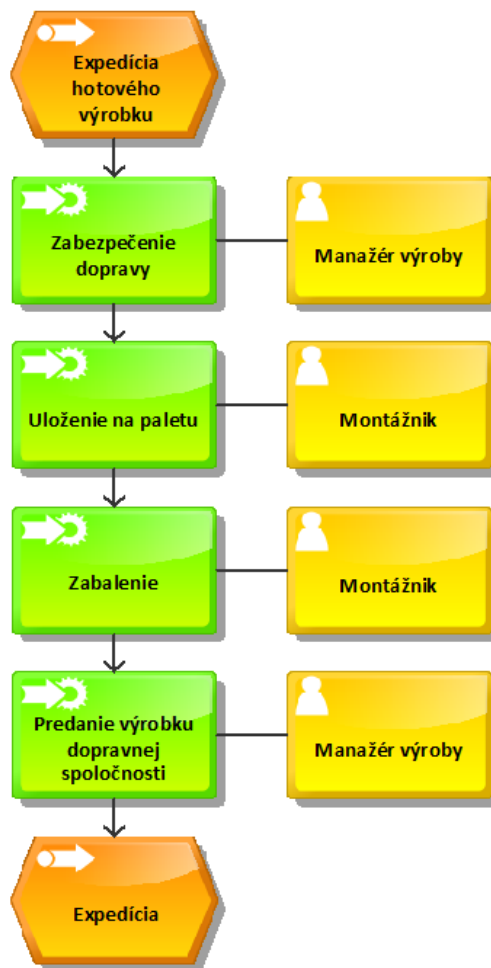 Expedícia
hotového
výrobku
Zabezpečenie
dopravy
Manažér výroby
Uloženie na paletu
Montážnik
Zabalenie
Montážnik
Predanie výrobku
dopravnej
spoločnosti
Manažér výroby
Expedícia